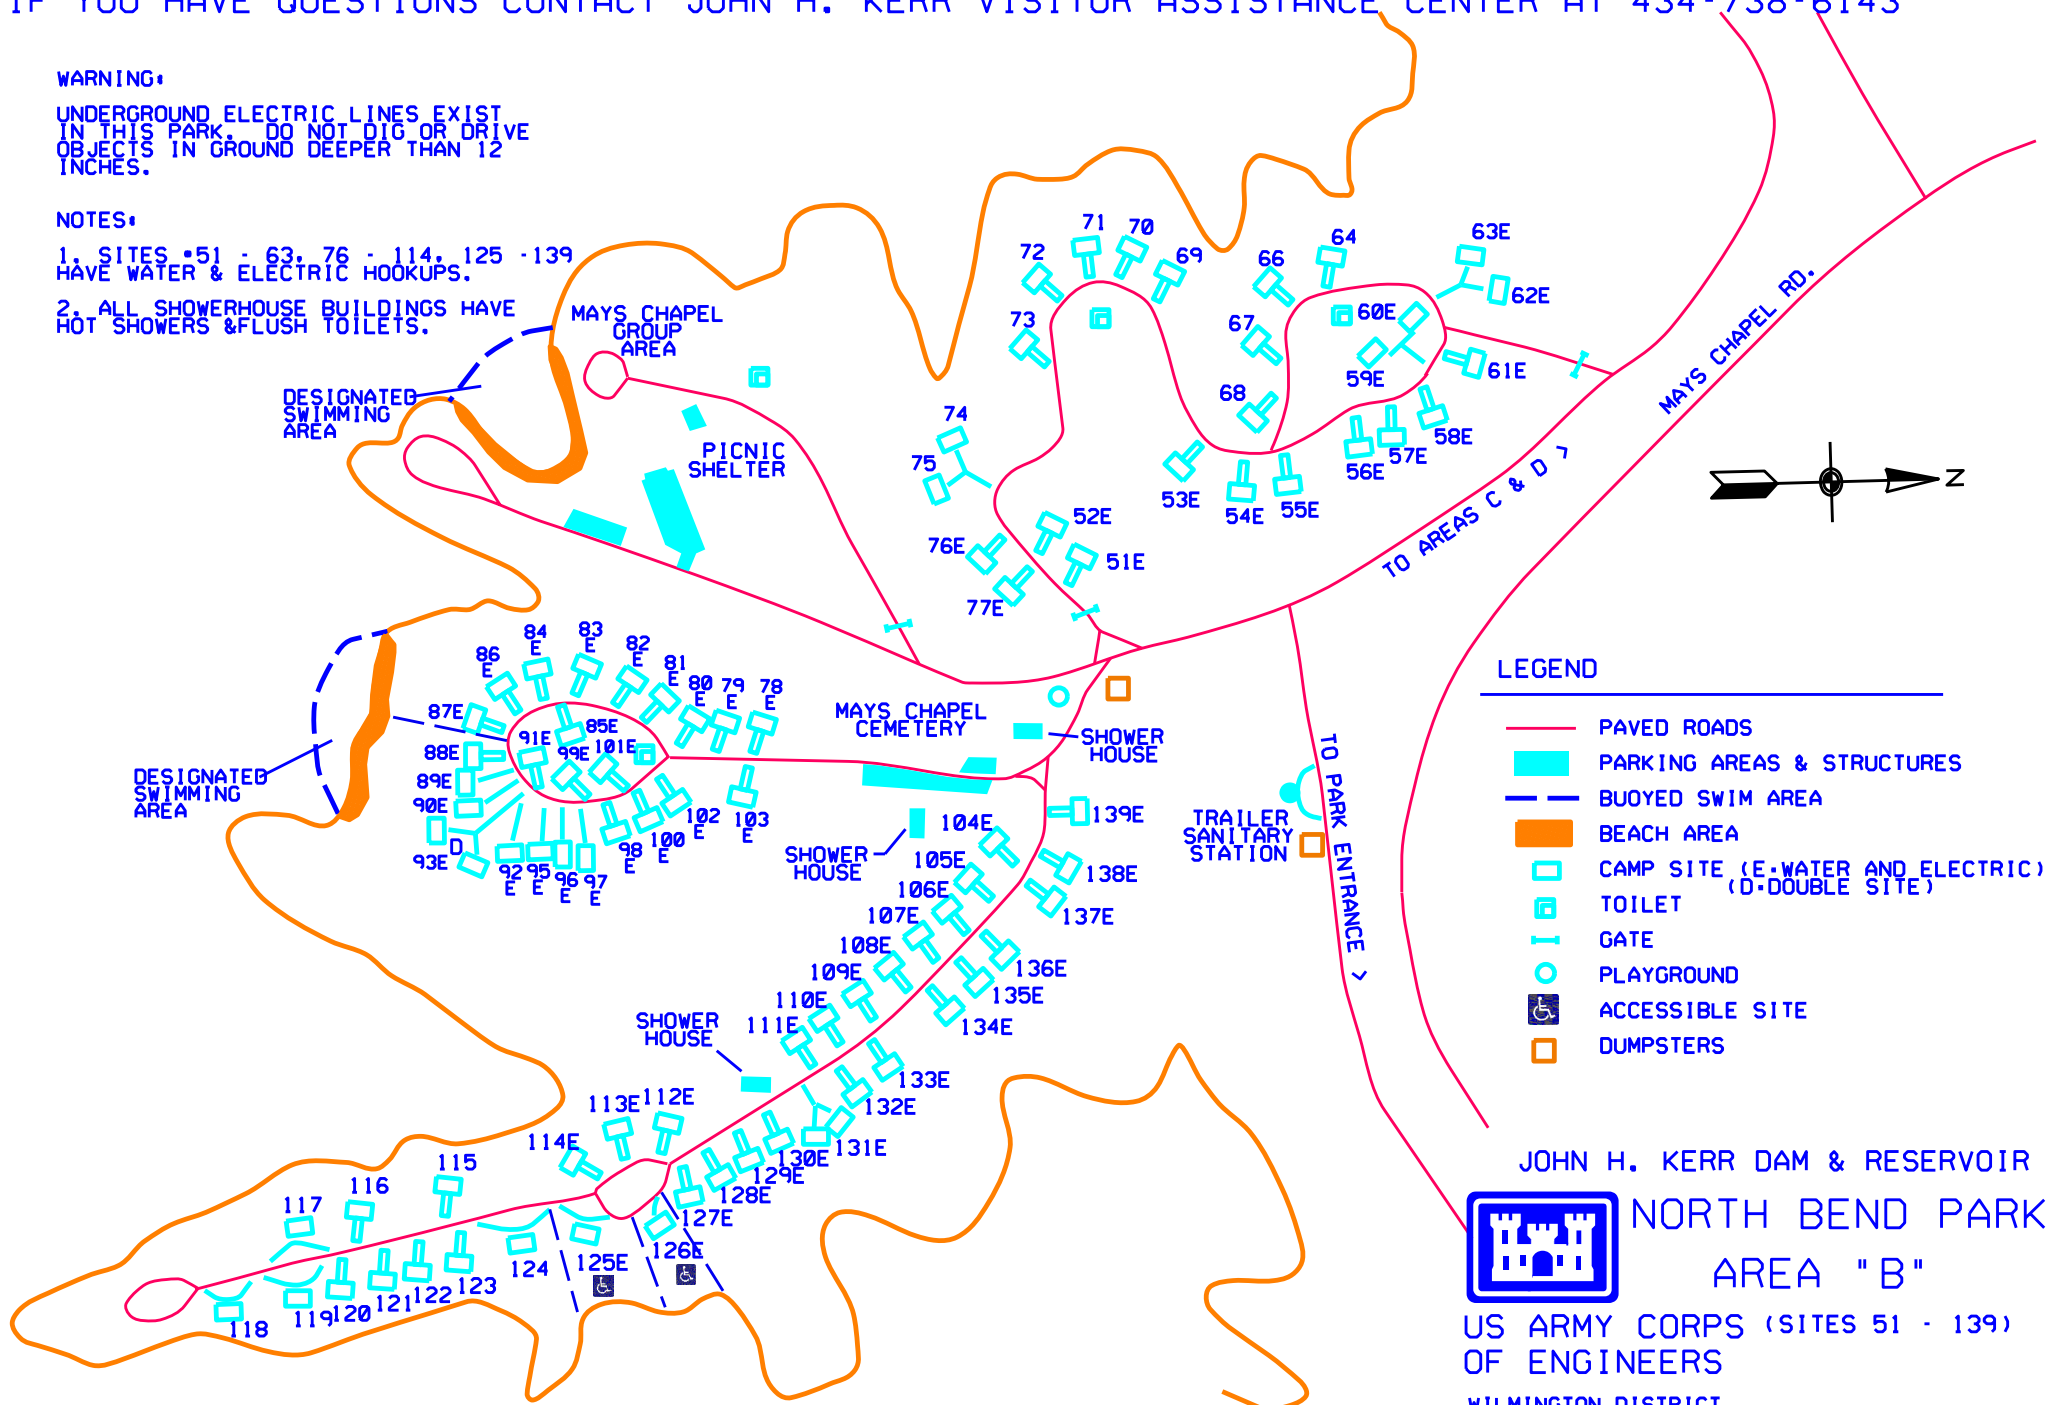 IF YOU HAVE QUESTIONS CONTACT JOHN H. KERR VISITOR ASSISTANCE CENTER AT 434-738-6143
WARNING:
UNDERGROUND ELECTRIC LINES EXIST
IN THIS PARK. DO NOT DIG OR DRIVE
OBJECTS IN GROUND DEEPER THAN 12
INCHES.
NOTES:
1. SITES #51 - 63, 76 - 114, 125 -139
HAVE WATER & ELECTRIC HOOKUPS.
2. ALL SHOWERHOUSE BUILDINGS HAVE
HOT SHOWERS &FLUSH TOILETS.
MAYS CHAPEL
GROUP
AREA
DESIGNATED
SWIMMING
AREA
PICNIC
SHELTER
71
70
72
69
73
74
75
66
64
63E
62E
67
60E
59E
61E
68
58E
57E
56E
53E
54E
55E
52E
51E
76E
77E
MAYS CHAPEL RD.
TO AREAS C & D >
N
84
E
83
E
82
E
81
E
86
E
80
E
79
E
78
E
87E
85E
88E
91E
99E
101E
89E
90E
93E
D
92
E
95
E
96
E
97
E
98
E
100
E
102
E
103
E
DESIGNATED
SWIMMING
AREA
MAYS CHAPEL
CEMETERY
SHOWER
HOUSE
TO PARK ENTRANCE >
TRAILER
SANITARY
STATION
SHOWER
HOUSE
104E
139E
105E
138E
106E
137E
107E
108E
136E
109E
135E
110E
134E
111E
SHOWER
HOUSE
133E
132E
113E
112E
131E
114E
130E
129E
128E
127E
126E
125E
115
116
117
124
123
122
121
120
119
118
LEGEND
PAVED ROADS
PARKING AREAS & STRUCTURES
BUOYED SWIM AREA
BEACH AREA
CAMP SITE (E=WATER AND ELECTRIC)
(D=DOUBLE SITE)
TOILET
GATE
PLAYGROUND
ACCESSIBLE SITE
DUMPSTERS
JOHN H. KERR DAM & RESERVOIR
NORTH BEND PARK
AREA "B"
US ARMY CORPS (SITES 51 - 139)
OF ENGINEERS
WILMINGTON DISTRICT